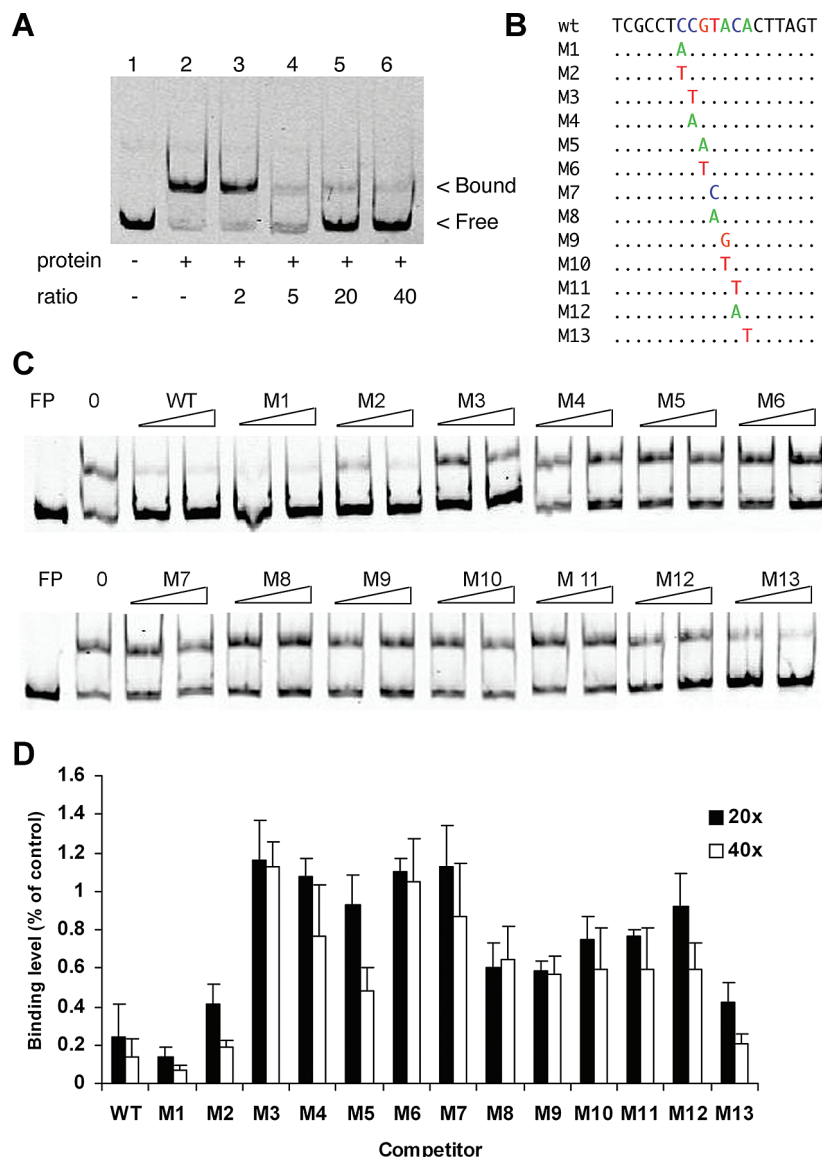 A
1 2 3 4 5 6
< Bound
< Free
protein - + + + + +
ratio - - 2 5 20 40
B
wt TCGCCTCCGTACACTTAGT
M1 ......A............
M2 ......T............
M3 .......T...........
M4 .......A...........
M5 ........A..........
M6 ........T..........
M7 .........C.........
M8 .........A.........
M9 ..........G........
M10 ..........T........
M11 ...........T.......
M12 ...........A.......
M13 ............T......
C
FP 0 WT M1 M2 M3 M4 M5 M6
FP 0 M7 M8 M9 M10 M 11 M12 M13
D
Binding level (% of control)
1.6
1.4
1.2
1
0.8
0.6
0.4
0.2
0
20x
40x
WT M1 M2 M3 M4 M5 M6 M7 M8 M9 M10 M11 M12 M13
Competitor